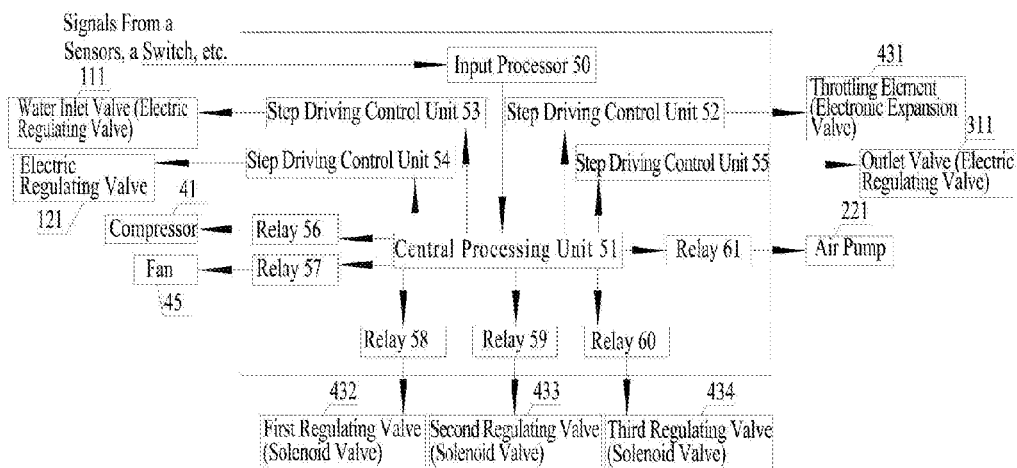 Signals From a
Sensors, a Switch, etc.
111
Input Processor 50
431
Water Inlet Valve (Electric
Regulating Valve)
Step Driving Control Unit 53
Step Driving Control Unit 52
Throttling Element
(Electronic Expansion
Valve)
311
Electric
Regulating Valve
Step Driving Control Unit 54
Step Driving Control Unit 55
Outlet Valve (Electric
Regulating Valve)
121
41
221
Compressor
Relay 56
Central Processing Unit 51
Relay 61
Air Pump
Fan
Relay 57
45
Relay 58
Relay 59
Relay 60
432
433
434
First Regulating Valve
(Solenoid Valve)
Second Regulating Valve
(Solenoid Valve)
Third Regulating Valve
(Solenoid Valve)